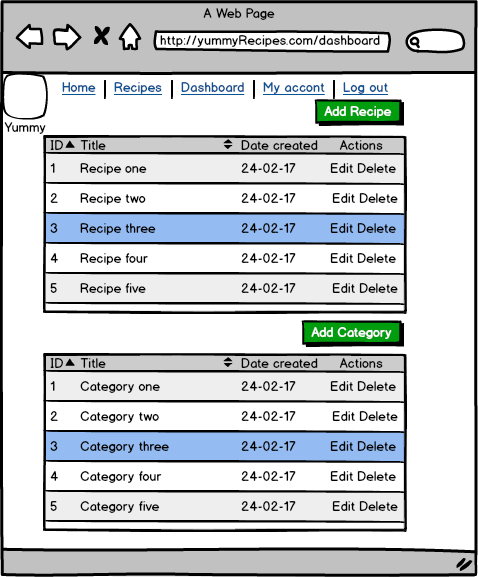 A Web Page
http://yummyRecipes.com/dashboard
Home Recipes Dashboard My accont Log out
Add Recipe
Yummy
ID Title Date created Actions
1 Recipe one 24-02-17 Edit Delete
2 Recipe two 24-02-17 Edit Delete
3 Recipe three 24-02-17 Edit Delete
4 Recipe four 24-02-17 Edit Delete
5 Recipe five 24-02-17 Edit Delete
Add Category
ID Title Date created Actions
1 Category one 24-02-17 Edit Delete
2 Category two 24-02-17 Edit Delete
3 Category three 24-02-17 Edit Delete
4 Category four 24-02-17 Edit Delete
5 Category five 24-02-17 Edit Delete